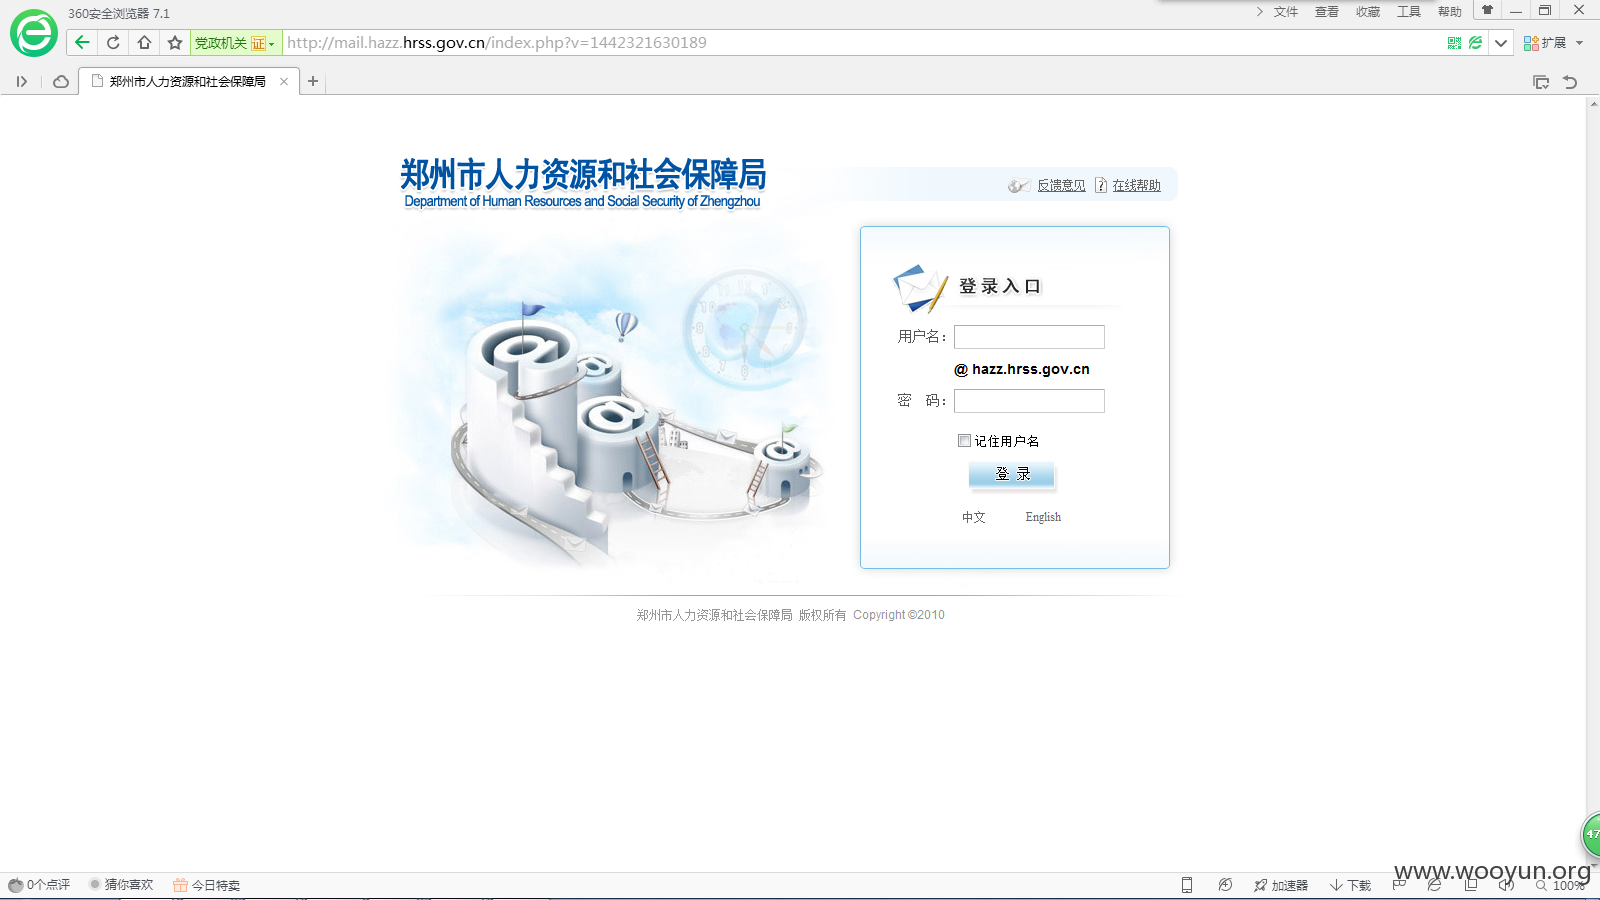 360安全浏览器 7.1
文件 查看 收藏 工具 帮助
党政机关 证 http://mail.hazz.hrss.gov.cn/index.php?v=1442321630189 扩展
郑州市人力资源和社会保障局
郑州市人力资源和社会保障局
Department of Human Resources and Social Security of Zhengzhou
反馈意见 在线帮助
登录入口
用户名：
@ hazz.hrss.gov.cn
密 码：
记住用户名
登 录
中文 English
郑州市人力资源和社会保障局 版权所有 Copyright ©2010
47
www.wooyun.org
0个点评 猜你喜欢 今日特卖 加速器 下载 100%